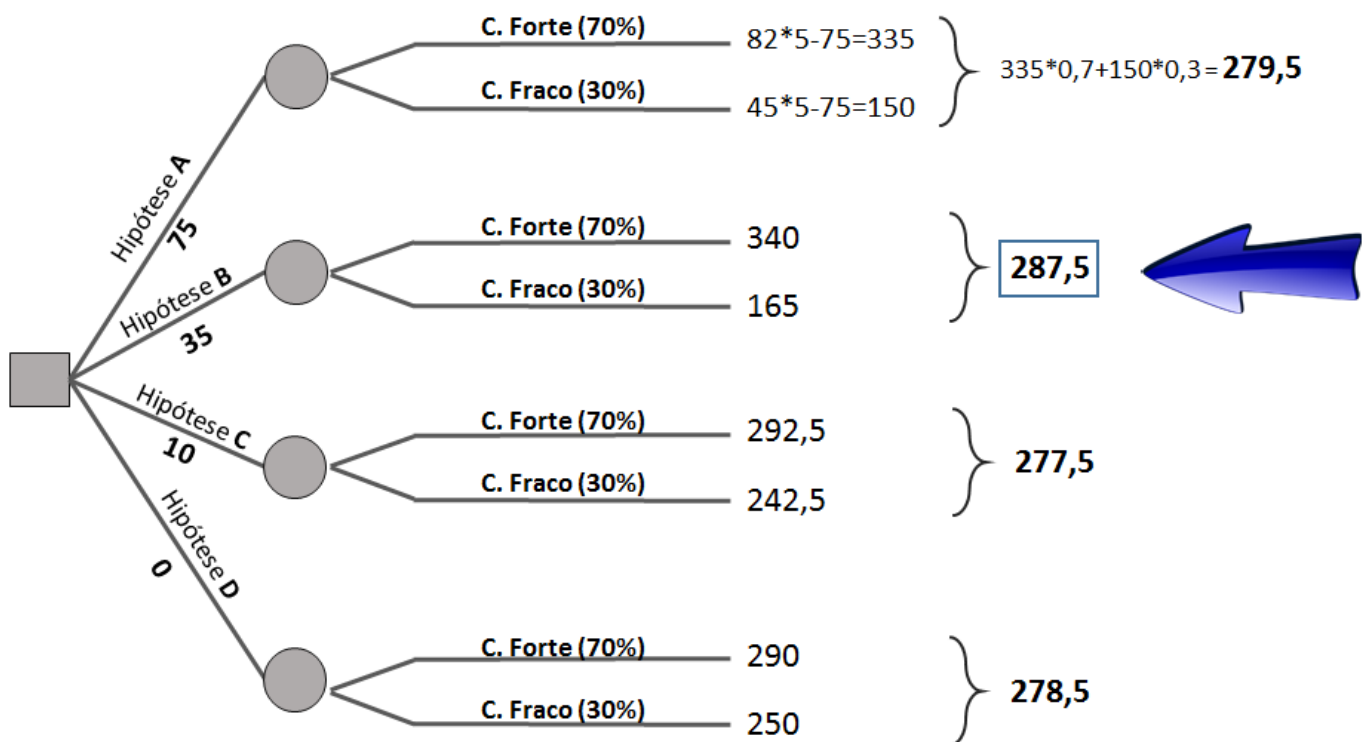 C. Forte (70%)
82*5-75=335
335*0,7+150*0,3= 279,5
C. Fraco (30%)
45*5-75=150
Hipótese A
75
C. Forte (70%)
340
287,5
C. Fraco (30%)
165
Hipótese B
35
Hipótese C
10
C. Forte (70%)
292,5
277,5
C. Fraco (30%)
242,5
Hipótese D
0
C. Forte (70%)
290
278,5
C. Fraco (30%)
250